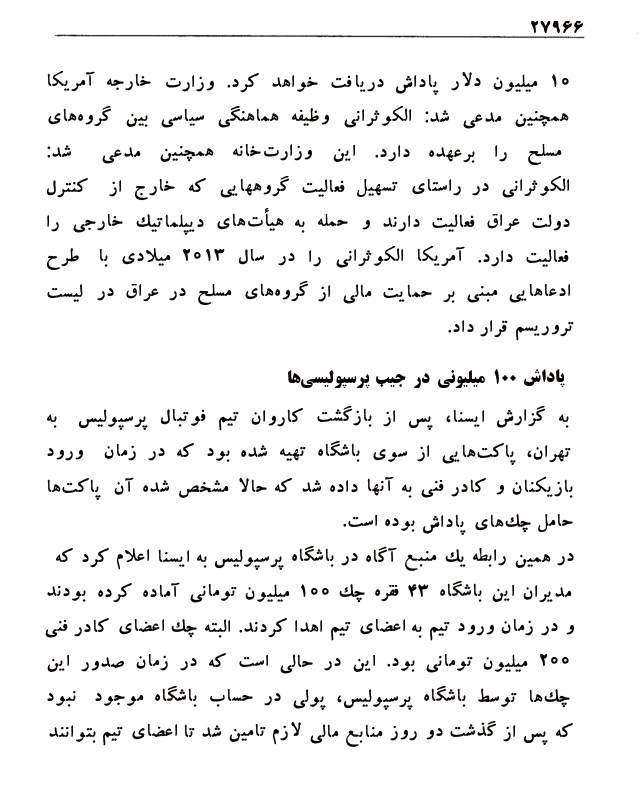 ۲۷۹۶۶
۱۰ میلیون دلار پاداش دریافت خواهد کرد. وزارت خارجه آمریکا
همچنین مدعی شد: الکوثرانی وظیفه هماهنگی سیاسی بین گروه‌های
مسلح را برعهده دارد. این وزارت‌خانه همچنین مدعی شد:
الکوثرانی در راستای تسهیل فعالیت گروههایی که خارج از کنترل
دولت عراق فعالیت دارند و حمله به هیأت‌های دیپلماتیك خارجی را
فعالیت دارد. آمریکا الکوثرانی را در سال ۲۰۱۳ میلادی با طرح
ادعاهایی مبنی بر حمایت مالی از گروه‌های مسلح در عراق در لیست
تروریسم قرار داد.
پاداش ۱۰۰ میلیونی در جیب پرسپولیسی‌ها
به گزارش ایسنا، پس از بازگشت کاروان تیم فوتبال پرسپولیس به
تهران، پاکت‌هایی از سوی باشگاه تهیه شده بود که در زمان ورود
بازیکنان و کادر فنی به آنها داده شد که حالا مشخص شده آن پاکت‌ها
حامل چك‌های پاداش بوده است.
در همین رابطه یك منبع آگاه در باشگاه پرسپولیس به ایسنا اعلام کرد که
مدیران این باشگاه ۴۳ فقره چك ۱۰۰ میلیون تومانی آماده کرده بودند
و در زمان ورود تیم به اعضای تیم اهدا کردند. البته چك اعضای کادر فنی
۲۰۰ میلیون تومانی بود. این در حالی است که در زمان صدور این
چك‌ها توسط باشگاه پرسپولیس، پولی در حساب باشگاه موجود نبود
که پس از گذشت دو روز منابع مالی لازم تامین شد تا اعضای تیم بتوانند